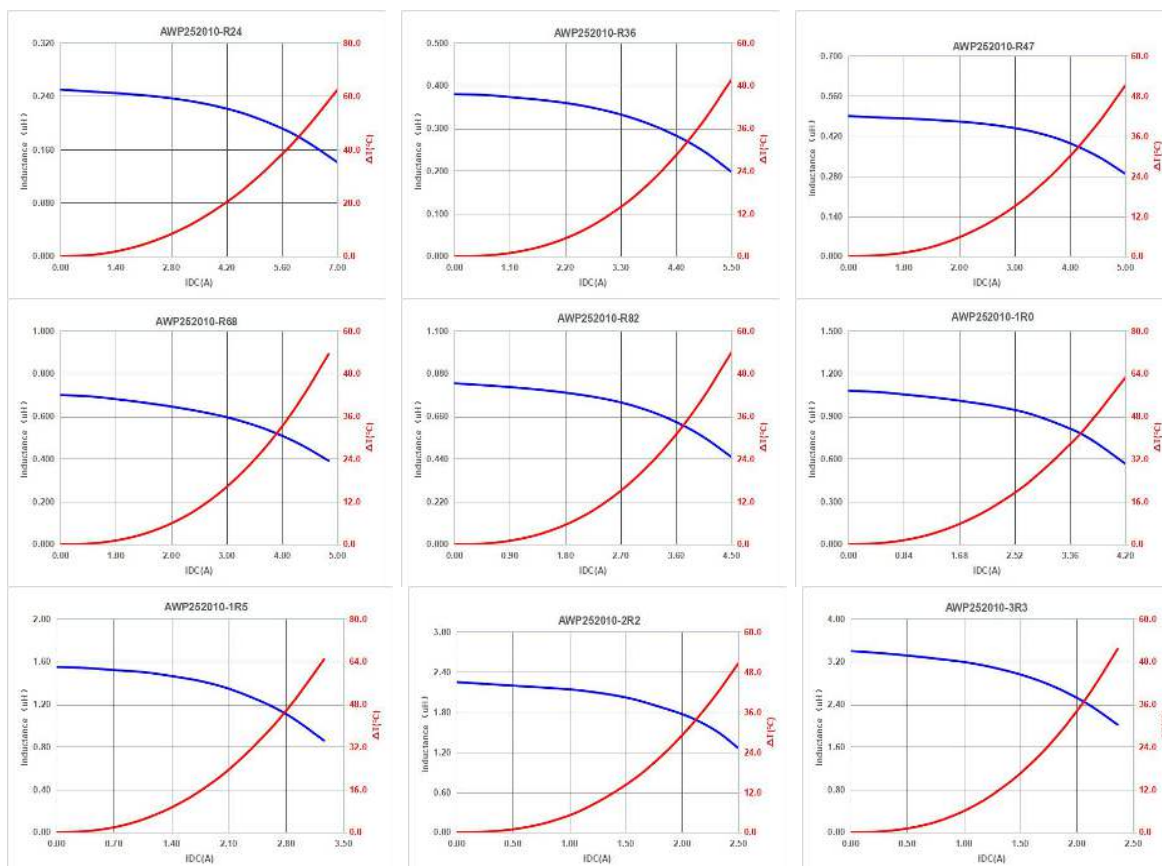 AWP252010-R24
0.320
0.240
0.160
0.080
0.000
80.0
60.0
40.0
20.0
0.0
0.00 1.40 2.80 4.20 5.60 7.00
Inductance (uH)
ΔT(°C)
IDC(A)
AWP252010-R36
0.500
0.400
0.300
0.200
0.100
0.000
60.0
48.0
36.0
24.0
12.0
0.0
0.00 1.10 2.20 3.30 4.40 5.50
Inductance (uH)
ΔT(°C)
IDC(A)
AWP252010-R47
0.700
0.560
0.420
0.280
0.140
0.000
60.0
48.0
36.0
24.0
12.0
0.0
0.00 1.00 2.00 3.00 4.00 5.00
Inductance (uH)
ΔT(°C)
IDC(A)
AWP252010-R68
1.000
0.800
0.600
0.400
0.200
0.000
60.0
48.0
36.0
24.0
12.0
0.0
0.00 1.00 2.00 3.00 4.00 5.00
Inductance (uH)
ΔT(°C)
IDC(A)
AWP252010-R82
1.100
0.880
0.660
0.440
0.220
0.000
60.0
48.0
36.0
24.0
12.0
0.0
0.00 0.90 1.80 2.70 3.60 4.50
Inductance (uH)
ΔT(°C)
IDC(A)
AWP252010-1R0
1.500
1.200
0.900
0.600
0.300
0.000
80.0
64.0
48.0
32.0
16.0
0.0
0.00 0.84 1.68 2.52 3.36 4.20
Inductance (uH)
ΔT(°C)
IDC(A)
AWP252010-1R5
2.00
1.60
1.20
0.80
0.40
0.00
80.0
64.0
48.0
32.0
16.0
0.0
0.00 0.70 1.40 2.10 2.80 3.50
Inductance (uH)
ΔT(°C)
IDC(A)
AWP252010-2R2
3.00
2.40
1.80
1.20
0.60
0.00
60.0
48.0
36.0
24.0
12.0
0.0
0.00 0.50 1.00 1.50 2.00 2.50
Inductance (uH)
ΔT(°C)
IDC(A)
AWP252010-3R3
4.00
3.20
2.40
1.60
0.80
0.00
60.0
48.0
36.0
24.0
12.0
0.0
0.00 0.50 1.00 1.50 2.00 2.50
Inductance (uH)
IDC(A)